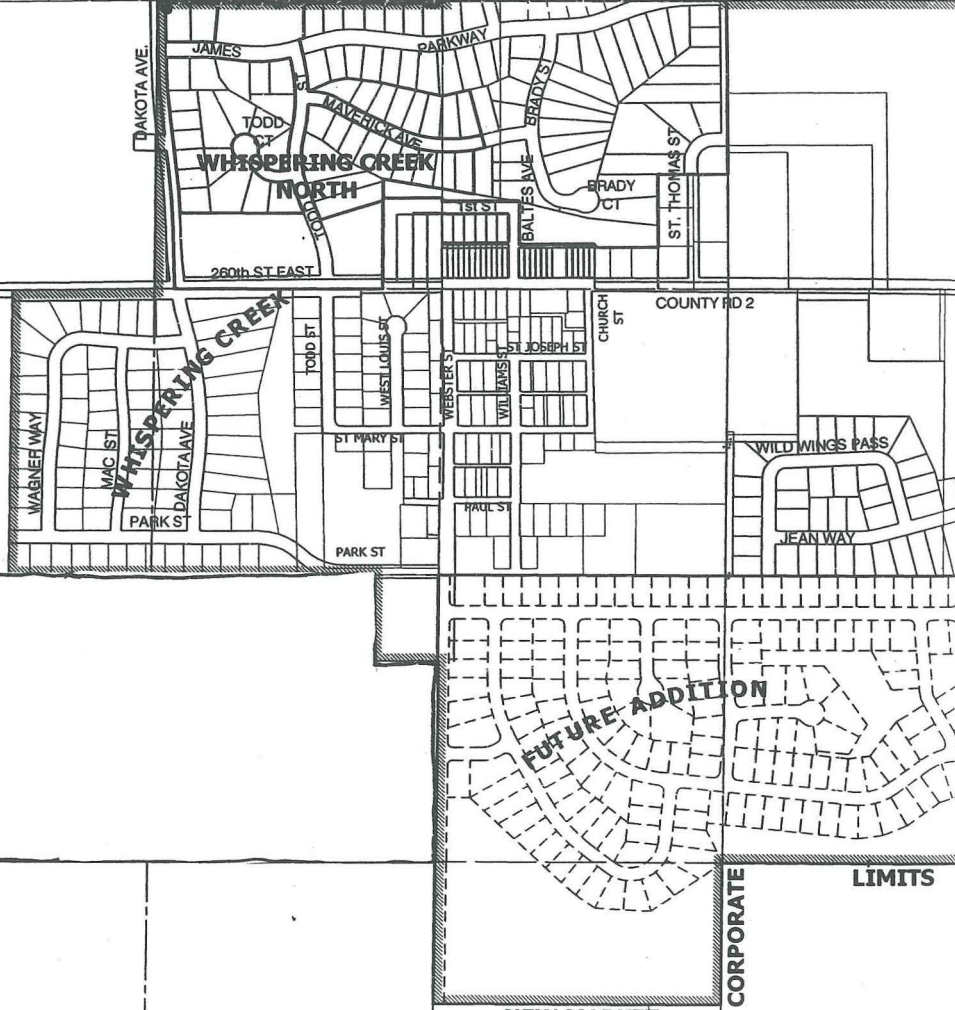 JAMES
PARKWAY
DAKOTA AVE.
ST
BRADY S
TODD
CT
MAVERICK AVE
WHISPERING CREEK
NORTH
ST. THOMAS ST
BRADY
CT
BALTES AVE
1st ST
TODD
260th ST EAST
COUNTY RD 2
CHURCH
ST
WHISPERING CREEK
TODD ST
WEST LOUIS ST
WEBSTER S
WILLIAMS ST
ST JOSEPH ST
WAGNER WAY
MAC ST
DAKOTA AVE
ST MARY ST
WILD WINGS PASS
PARK ST
PAUL ST
PARK ST
JEAN WAY
FUTURE ADDITION
CORPORATE
LIMITS